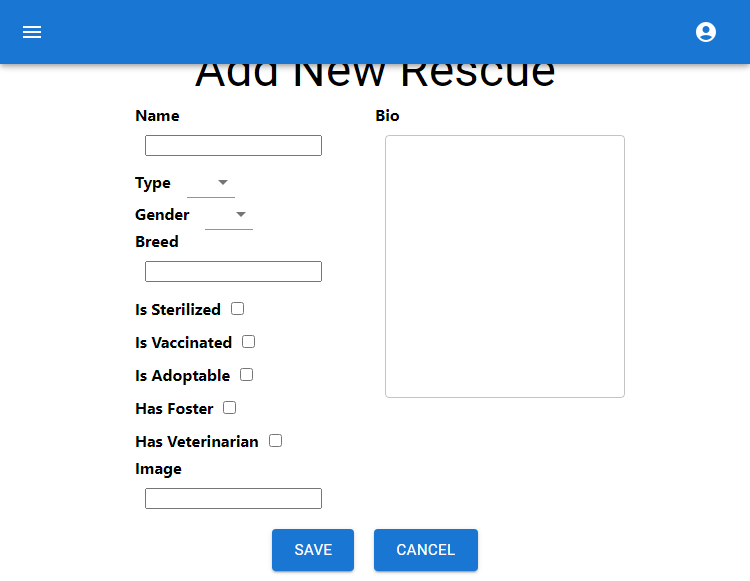 Add New Rescue
Name
Type
Gender
Breed
Is Sterilized
Is Vaccinated
Is Adoptable
Has Foster
Has Veterinarian
Image
Bio
SAVE
CANCEL